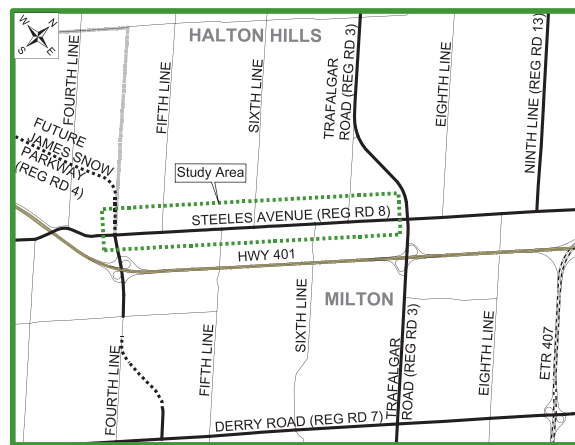 N
W
E
S
HALTON HILLS
FOURTH LINE
FIFTH LINE
SIXTH LINE
TRAFALGAR
ROAD (REG RD 3)
EIGHTH LINE
NINTH LINE (REG RD 13)
FUTURE
JAMES SNOW
PARKWAY
(REG RD 4)
Study Area
STEELES AVENUE (REG RD 8)
HWY 401
MILTON
FOURTH LINE
FIFTH LINE
SIXTH LINE
TRAFALGAR
ROAD (REG RD 3)
EIGHTH LINE
ETR 407
DERRY ROAD (REG RD 7)